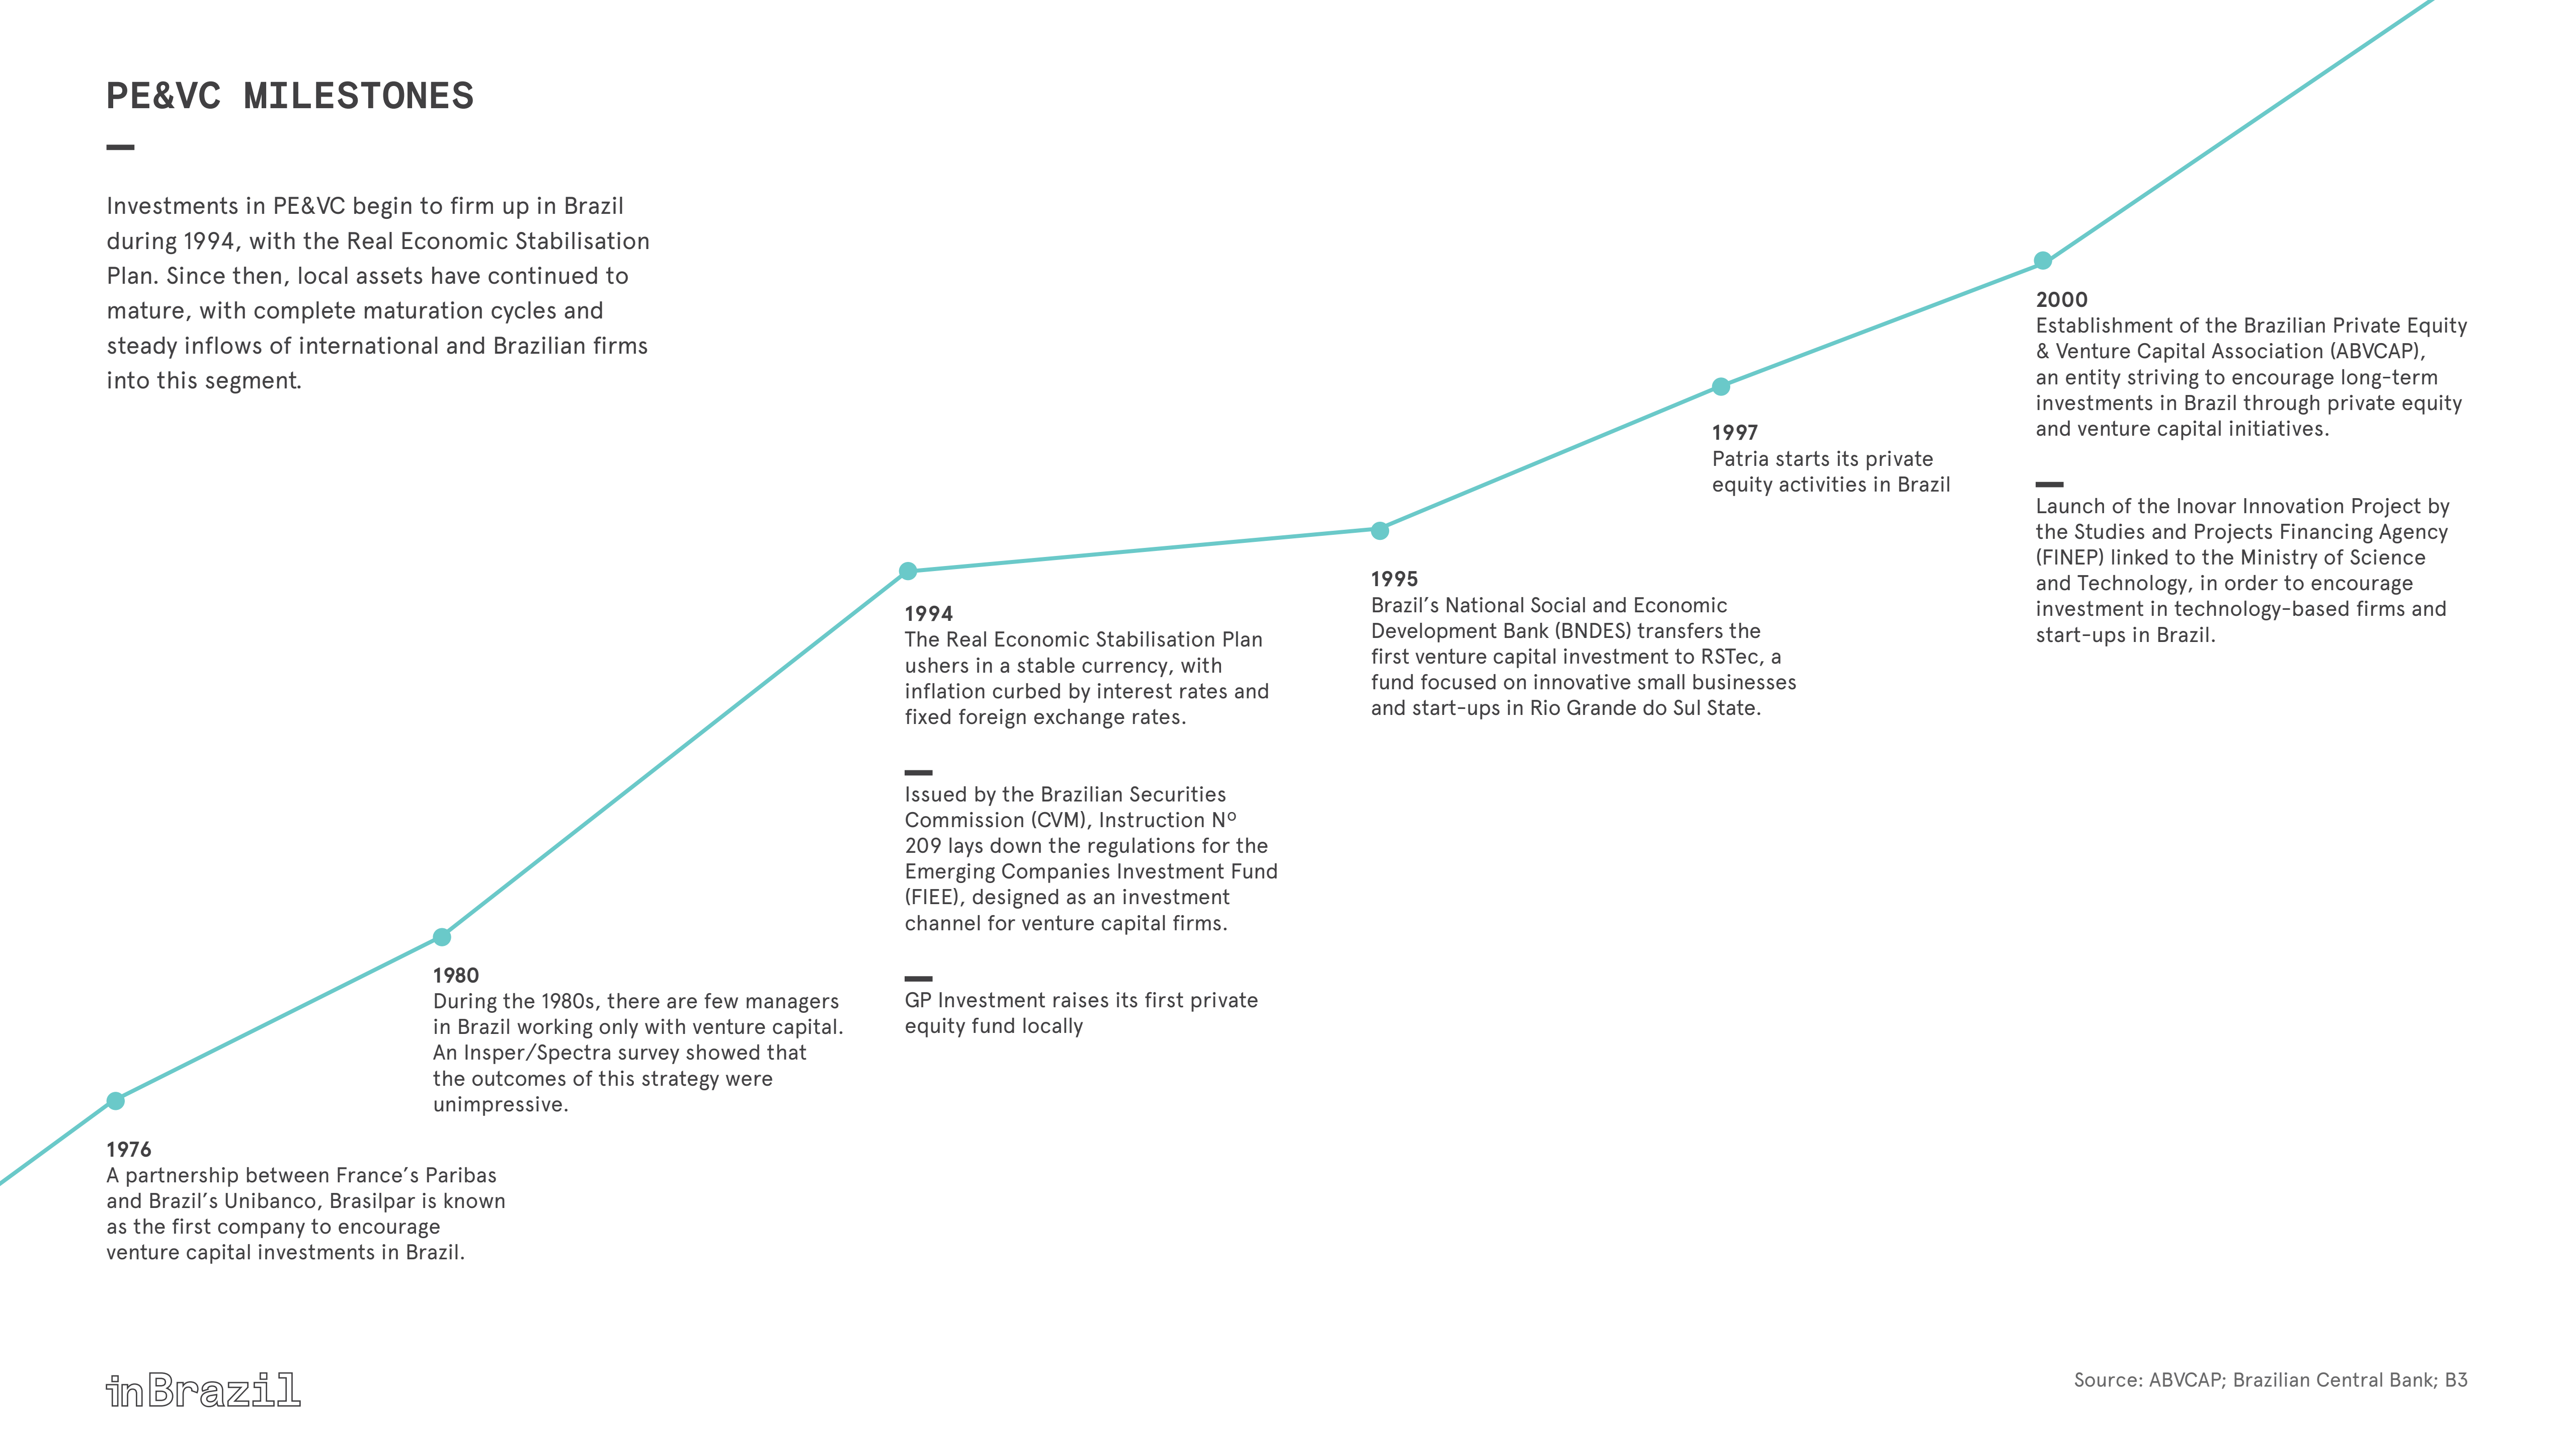 PE&VC MILESTONES
Investments in PE&VC begin to firm up in Brazil
during 1994, with the Real Economic Stabilisation
Plan. Since then, local assets have continued to
mature, with complete maturation cycles and
steady inflows of international and Brazilian firms
into this segment.
1976
A partnership between France’s Paribas
and Brazil’s Unibanco, Brasilpar is known
as the first company to encourage
venture capital investments in Brazil.
1980
During the 1980s, there are few managers
in Brazil working only with venture capital.
An Insper/Spectra survey showed that
the outcomes of this strategy were
unimpressive.
1994
The Real Economic Stabilisation Plan
ushers in a stable currency, with
inflation curbed by interest rates and
fixed foreign exchange rates.
Issued by the Brazilian Securities
Commission (CVM), Instruction Nº
209 lays down the regulations for the
Emerging Companies Investment Fund
(FIEE), designed as an investment
channel for venture capital firms.
GP Investment raises its first private
equity fund locally
1995
Brazil’s National Social and Economic
Development Bank (BNDES) transfers the
first venture capital investment to RSTec, a
fund focused on innovative small businesses
and start-ups in Rio Grande do Sul State.
1997
Patria starts its private
equity activities in Brazil
2000
Establishment of the Brazilian Private Equity
& Venture Capital Association (ABVCAP),
an entity striving to encourage long-term
investments in Brazil through private equity
and venture capital initiatives.
Launch of the Inovar Innovation Project by
the Studies and Projects Financing Agency
(FINEP) linked to the Ministry of Science
and Technology, in order to encourage
investment in technology-based firms and
start-ups in Brazil.
inBrazil
Source: ABVCAP; Brazilian Central Bank; B3